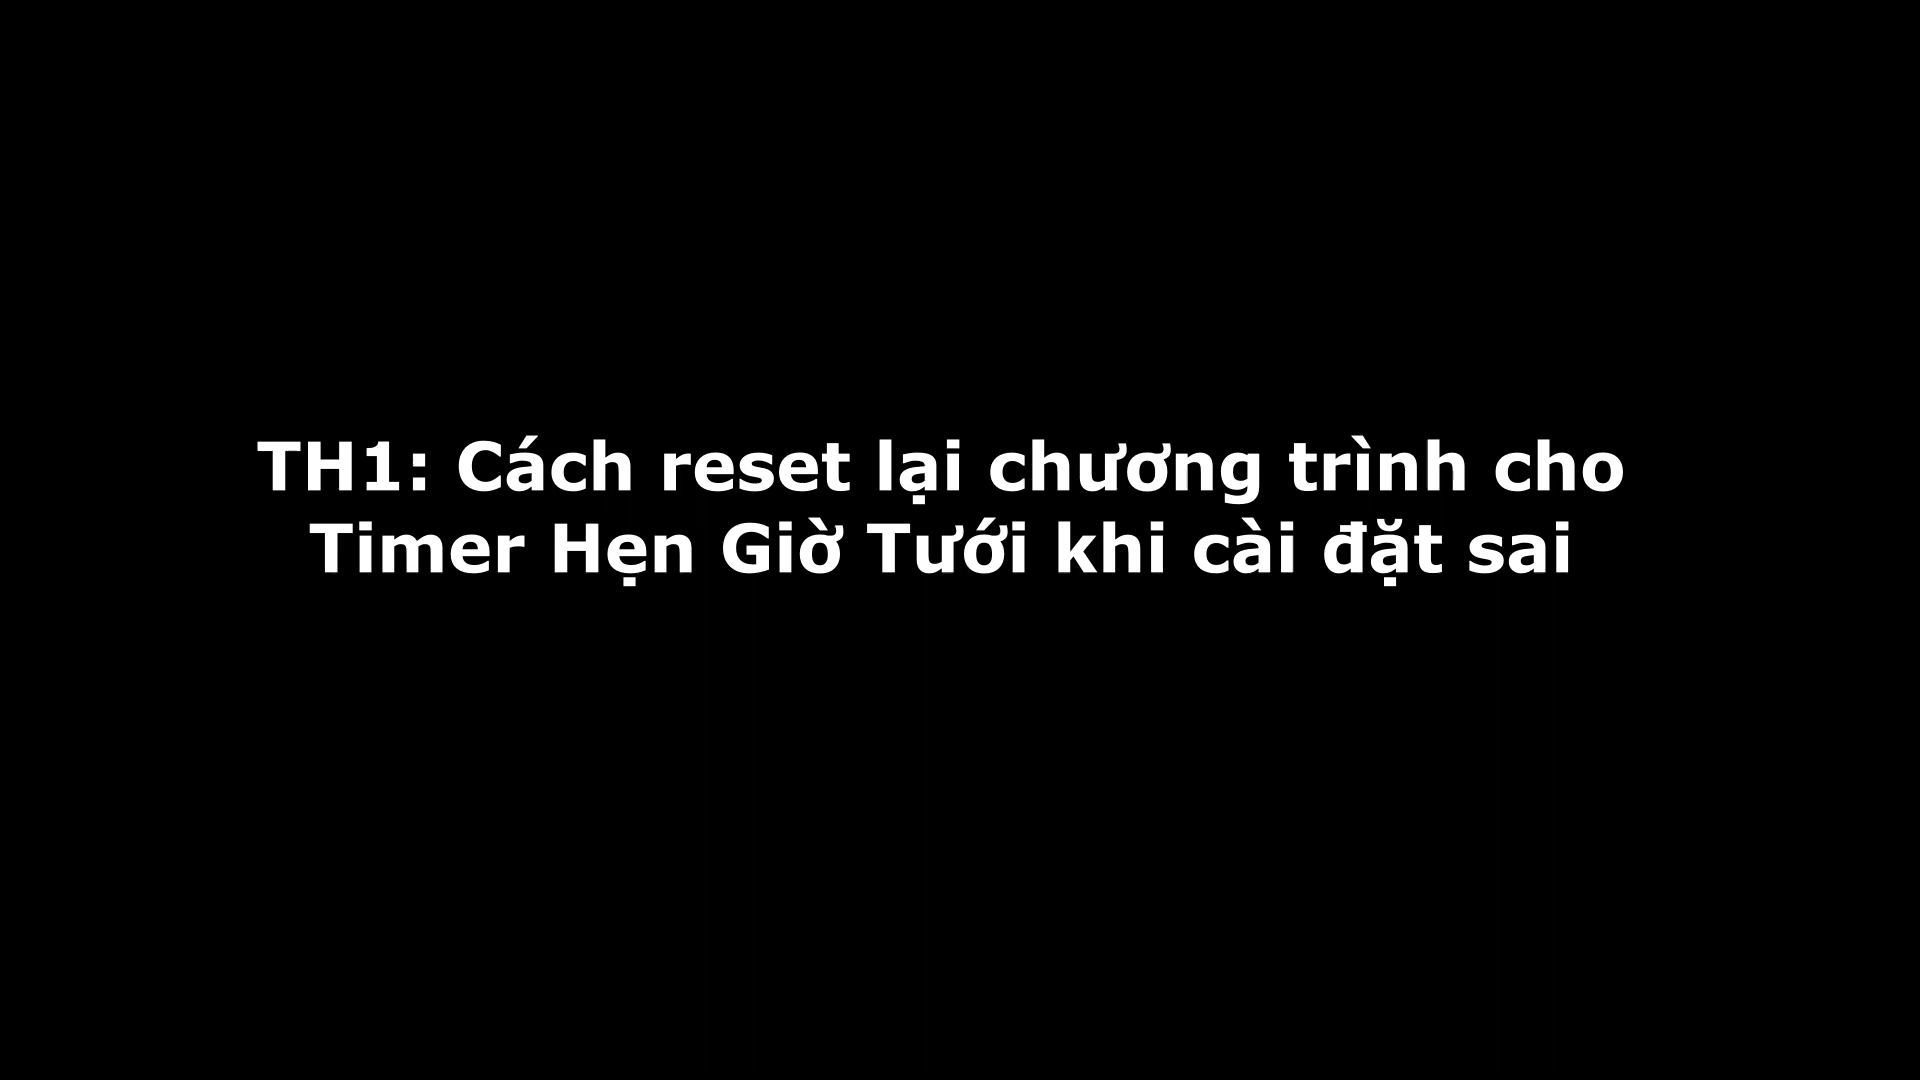 TH1: Cách reset lại chương trình cho
Timer Hẹn Giờ Tưới khi cài đặt sai